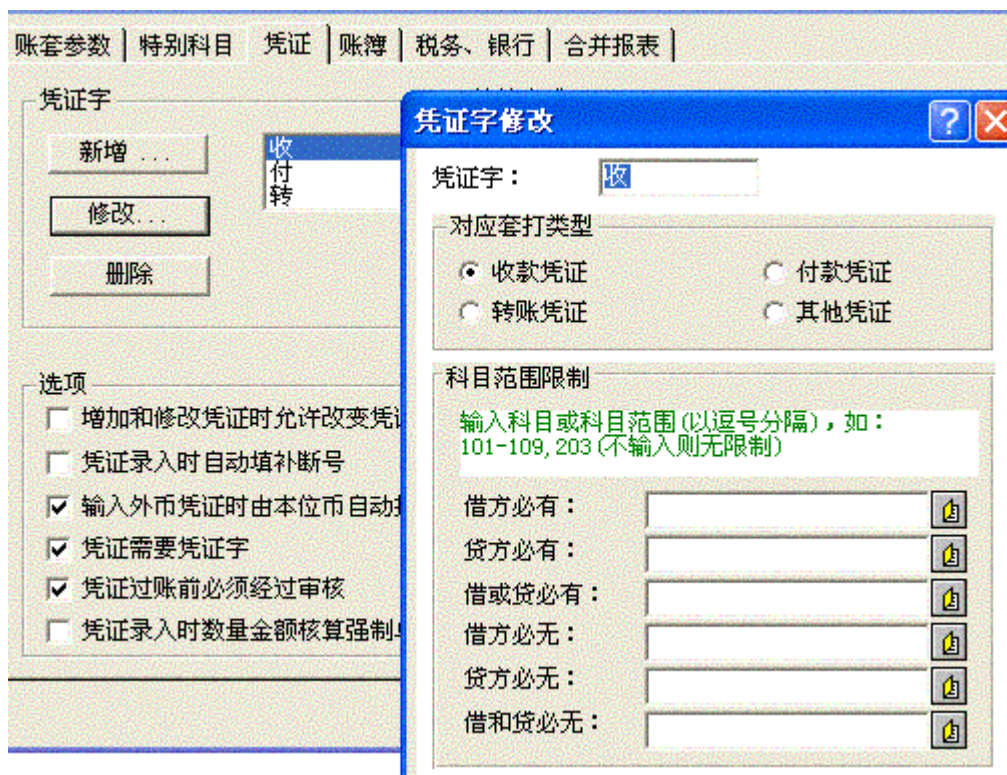 账套参数 特别科目 凭证 账簿 税务、银行 合并报表
凭证字
新增 ...
修改...
删除
收
付
转
选项
增加和修改凭证时允许改变凭
凭证录入时自动填补断号
输入外币凭证时由本位币自动
凭证需要凭证字
凭证过账前必须经过审核
凭证录入时数量金额核算强制
凭证字修改
凭证字：
收
对应套打类型
收款凭证 付款凭证
转账凭证 其他凭证
科目范围限制
输入科目或科目范围(以逗号分隔)，如：
101-109,203(不输入则无限制)
借方必有：
贷方必有：
借或贷必有：
借方必无：
贷方必无：
借和贷必无：